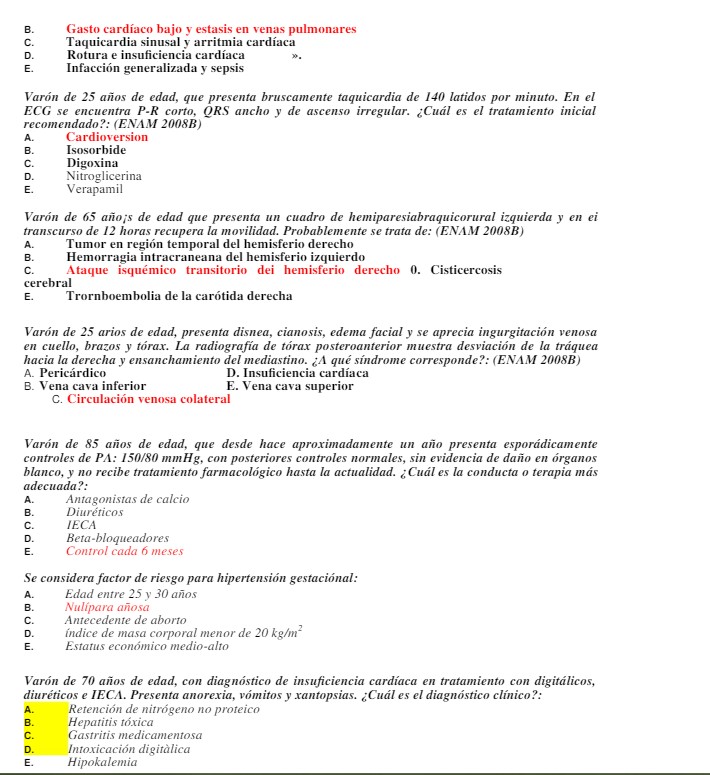 B. Gasto cardíaco bajo y estasis en venas pulmonares
C. Taquicardia sinusal y arritmia cardíaca
D. Rotura e insuficiencia cardíaca ».
E. Infacción generalizada y sepsis
Varón de 25 años de edad, que presenta bruscamente taquicardia de 140 latidos por minuto. En el
ECG se encuentra P-R corto, QRS ancho y de ascenso irregular. ¿Cuál es el tratamiento inicial
recomendado?: (ENAM 2008B)
A. Cardioversion
B. Isosorbide
C. Digoxina
D. Nitroglicerina
E. Verapamil
Varón de 65 año¡s de edad que presenta un cuadro de hemiparesiabraquicorural izquierda y en ei
transcurso de 12 horas recupera la movilidad. Probablemente se trata de: (ENAM 2008B)
A. Tumor en región temporal del hemisferio derecho
B. Hemorragia intracraneana del hemisferio izquierdo
C. Ataque isquémico transitorio dei hemisferio derecho 0. Cisticercosis
cerebral
E. Trornboembolia de la carótida derecha
Varón de 25 arios de edad, presenta disnea, cianosis, edema facial y se aprecia ingurgitación venosa
en cuello, brazos y tórax. La radiografía de tórax posteroanterior muestra desviación de la tráquea
hacia la derecha y ensanchamiento del mediastino. ¿A qué síndrome corresponde?: (ENAM 2008B)
A. Pericárdico D. Insuficiencia cardíaca
B. Vena cava inferior E. Vena cava superior
C. Circulación venosa colateral
Varón de 85 años de edad, que desde hace aproximadamente un año presenta esporádicamente
controles de PA: 150/80 mmHg, con posteriores controles normales, sin evidencia de daño en órganos
blanco, y no recibe tratamiento farmacológico hasta la actualidad. ¿Cuál es la conducta o terapia más
adecuada?:
A. Antagonistas de calcio
B. Diuréticos
C. IECA
D. Beta-bloqueadores
E. Control cada 6 meses
Se considera factor de riesgo para hipertensión gestaciónal:
A. Edad entre 25 y 30 años
B. Nulípara añosa
C. Antecedente de aborto
D. índice de masa corporal menor de 20 kg/m²
E. Estatus económico medio-alto
Varón de 70 años de edad, con diagnóstico de insuficiencia cardíaca en tratamiento con digitálicos,
diuréticos e IECA. Presenta anorexia, vómitos y xantopsias. ¿Cuál es el diagnóstico clínico?:
A. Retención de nitrógeno no proteico
B. Hepatitis tóxica
C. Gastritis medicamentosa
D. Intoxicación digitàlica
E. Hipokalemia